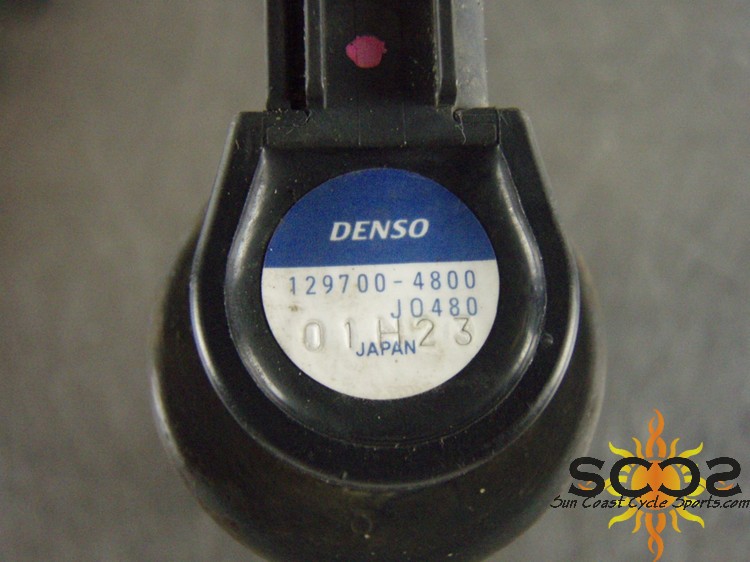 DENSO
129700-4800
J0480
01H23
JAPAN
SCCS
Sun Coast Cycle Sports.com